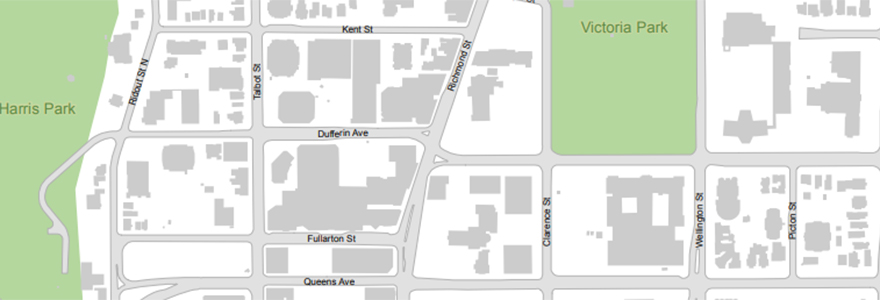 Kent St
Victoria Park
Richmond St
Ridout St N
Talbot St
Harris Park
Dufferin Ave
Clarence St
Wellington St
Picton St
Fullarton St
Queens Ave